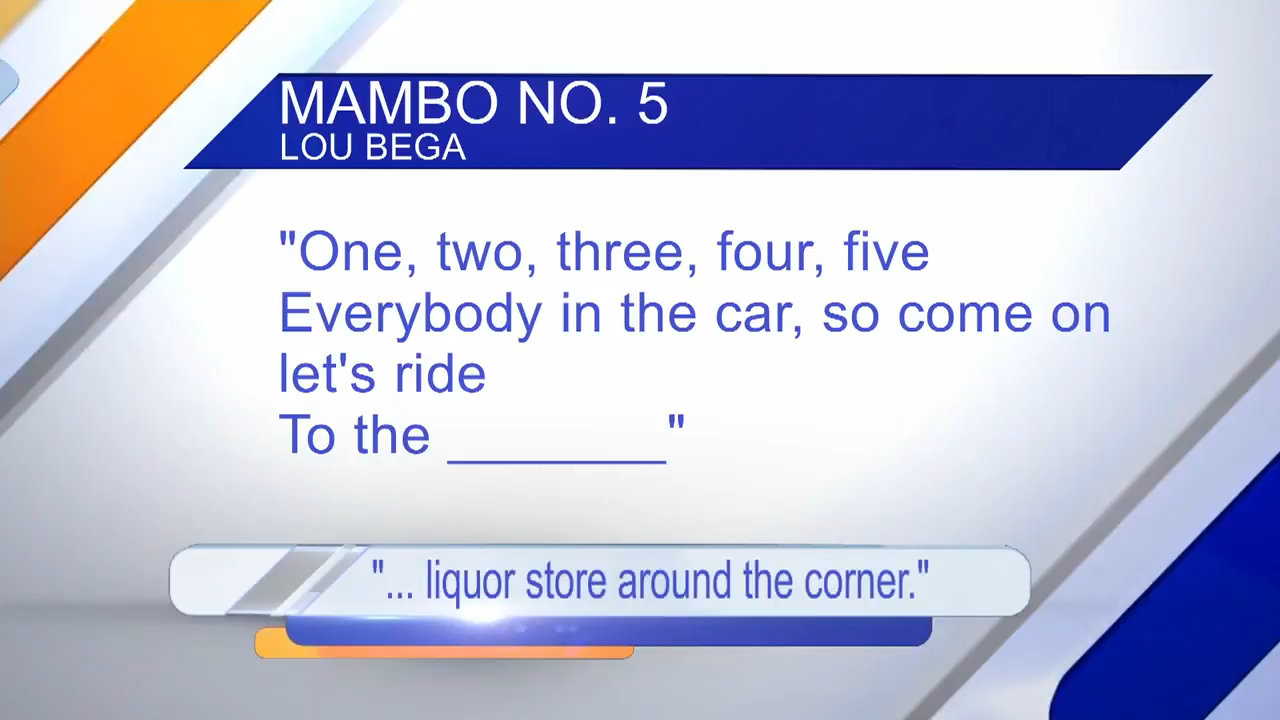 MAMBO NO. 5
LOU BEGA
"One, two, three, four, five
Everybody in the car, so come on
let's ride
To the _______"
"... liquor store around the corner."